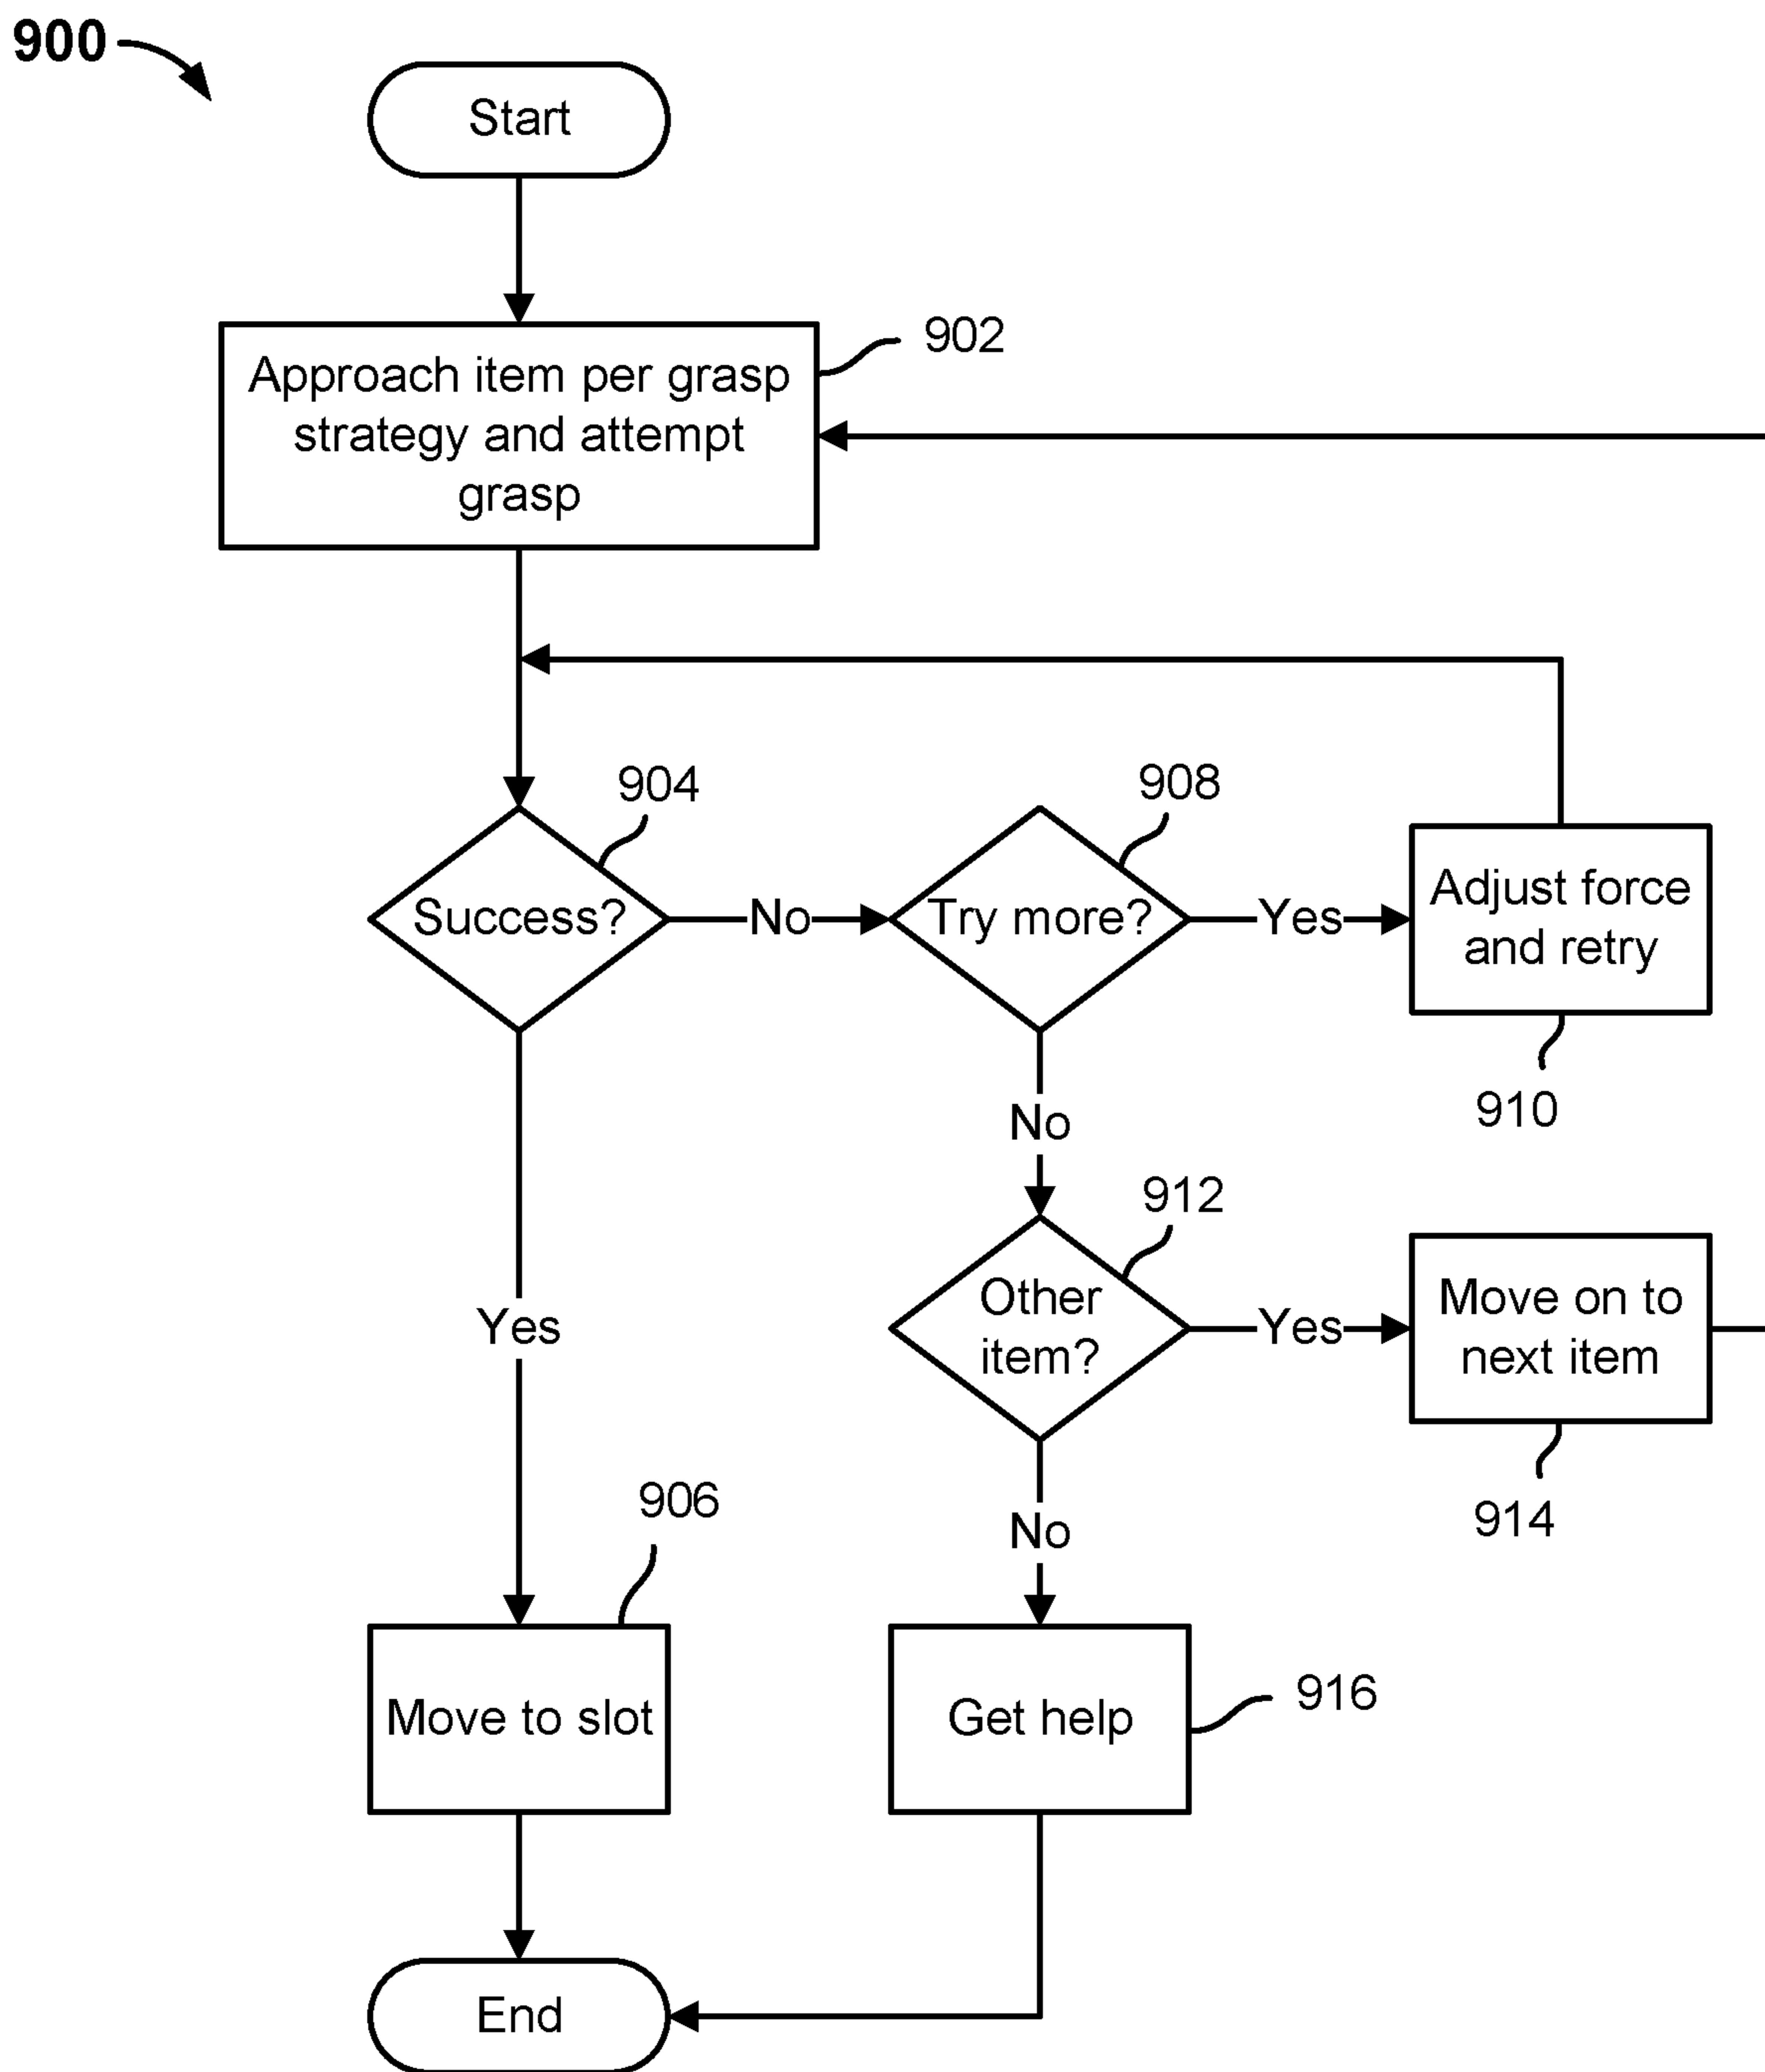 900
Start
902
Approach item per grasp
strategy and attempt
grasp
904
908
Success?
No
Try more?
Yes
Adjust force
and retry
910
No
912
Yes
Other
item?
Yes
Move on to
next item
914
906
No
Move to slot
Get help
916
End